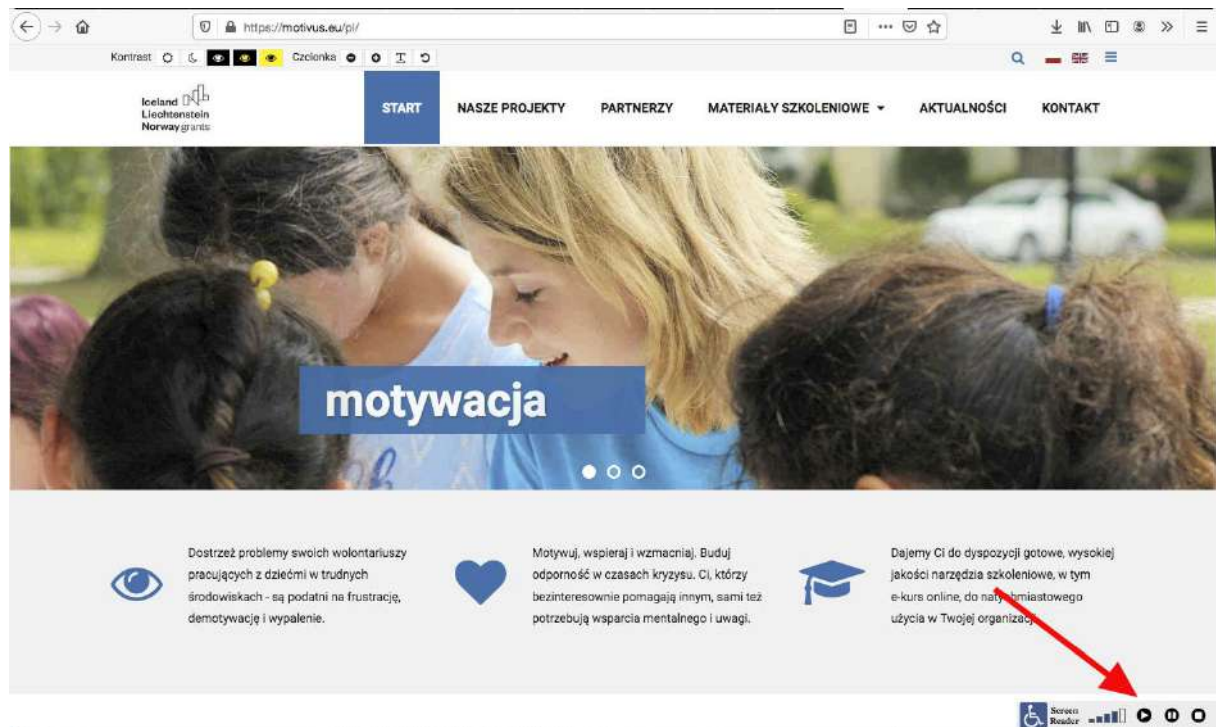 https://motivus.eu/pl/
Kontrast Czcionka
Iceland
Liechtenstein
Norway grants
START NASZE PROJEKTY PARTNERZY MATERIAŁY SZKOLENIOWE AKTUALNOŚCI KONTAKT
motywacja
Dostrzeż problemy swoich wolontariuszy
pracujących z dziećmi w trudnych
środowiskach - są podatni na frustrację,
demotywację i wypalenie.
Motywuj, wspieraj i wzmacniaj. Buduj
odporność w czasach kryzysu. Ci, którzy
bezinteresownie pomagają innym, sami też
potrzebują wsparcia mentalnego i uwagi.
Dajemy Ci do dyspozycji gotowe, wysokiej
jakości narzędzia szkoleniowe, w tym
e-kurs online, do natychmiastowego
użycia w Twojej organizacji.
Screen
Reader